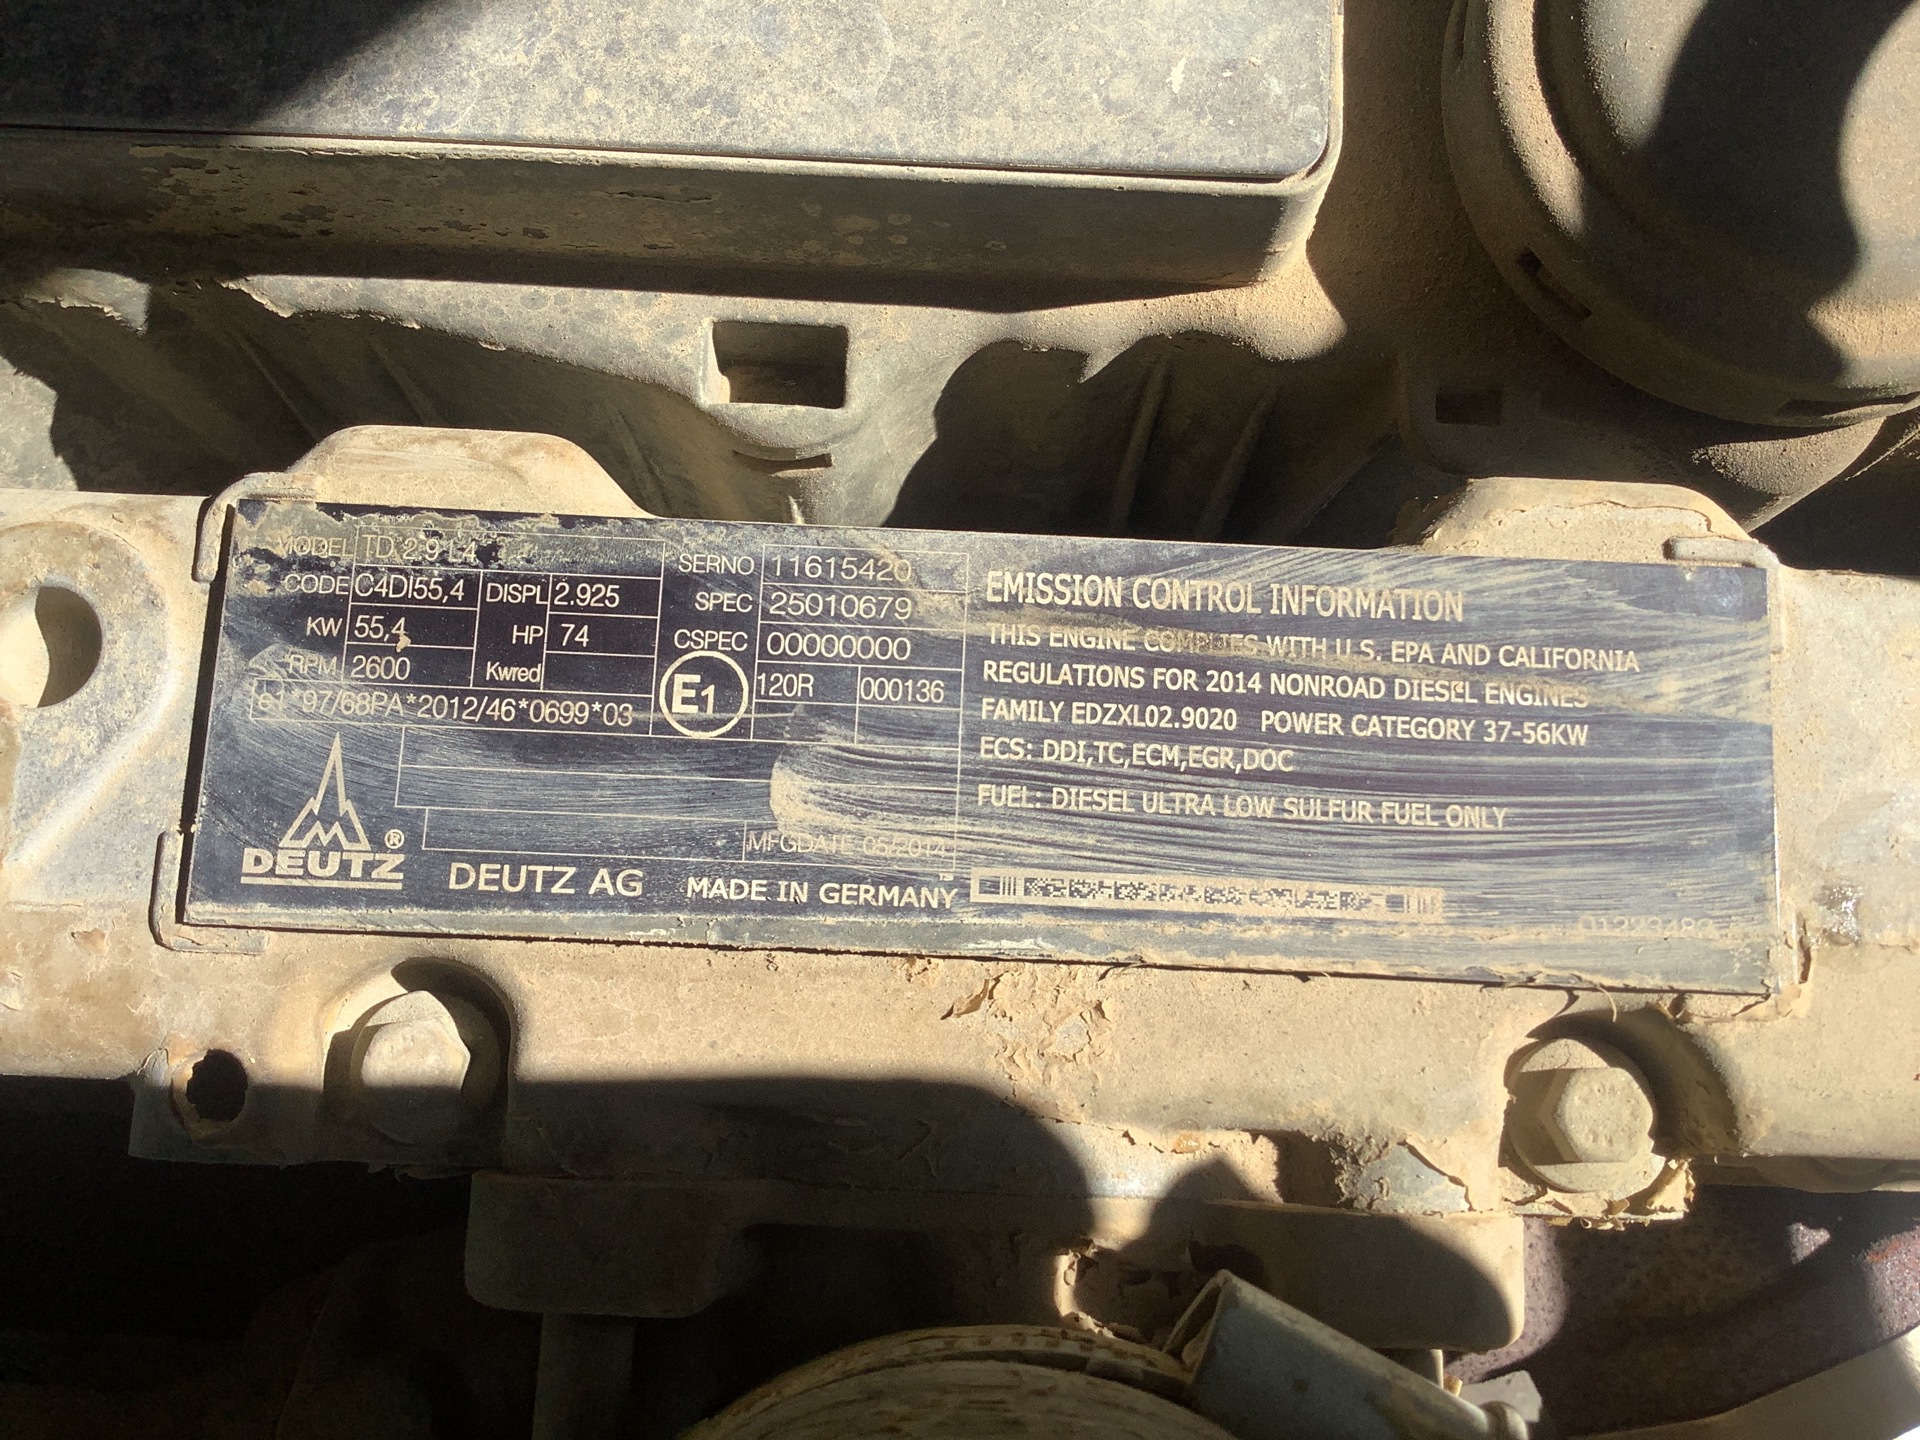 MODEL TD 2.9 L4
CODE C4DI55,4 DISPL 2.925
KW 55,4 HP 74
RPM 2600 Kwred
e1*97/68PA*2012/46*0699*03
SERNO 11615420
SPEC 25010679
CSPEC 00000000
E1 120R 000136
MFGDATE 05/2014
DEUTZ ®
DEUTZ AG MADE IN GERMANY
EMISSION CONTROL INFORMATION
THIS ENGINE COMPLIES WITH U.S. EPA AND CALIFORNIA
REGULATIONS FOR 2014 NONROAD DIESEL ENGINES
FAMILY EDZXL02.9020 POWER CATEGORY 37-56KW
ECS: DDI,TC,ECM,EGR,DOC
FUEL: DIESEL ULTRA LOW SULFUR FUEL ONLY